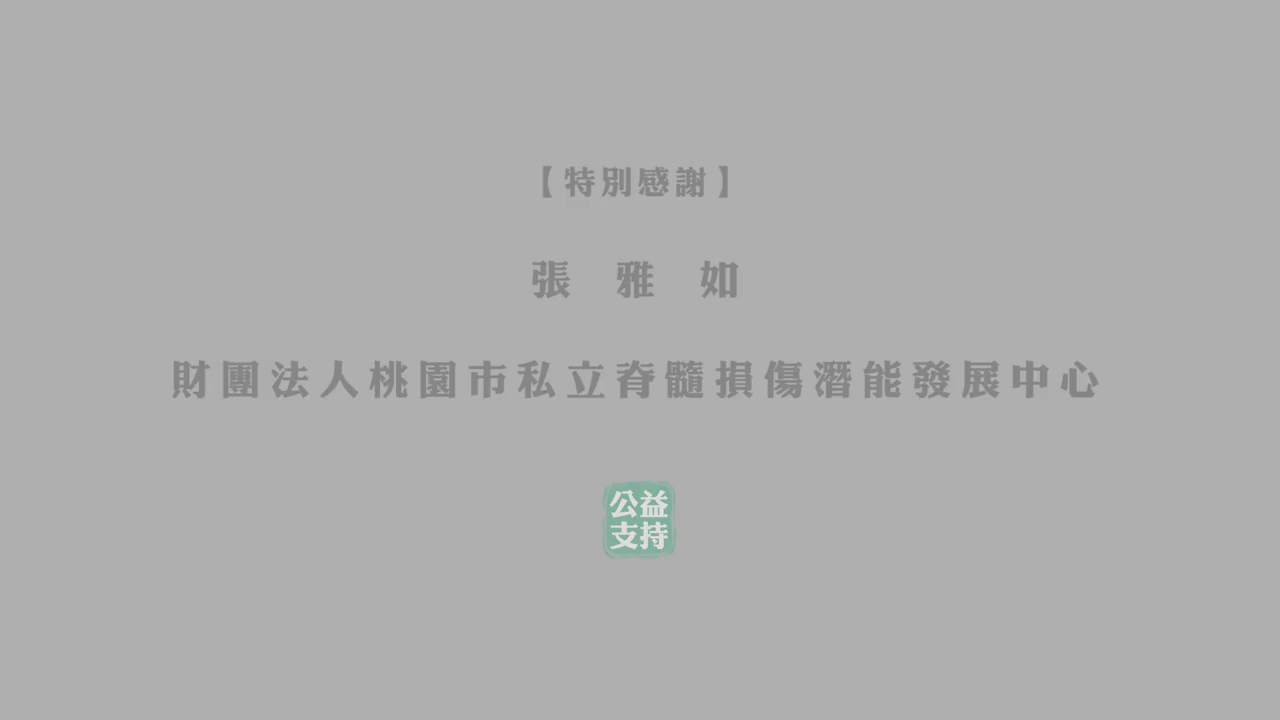 【特別感謝】
張 雅 如
財團法人桃園市私立脊髓損傷潛能發展中心
公益
支持